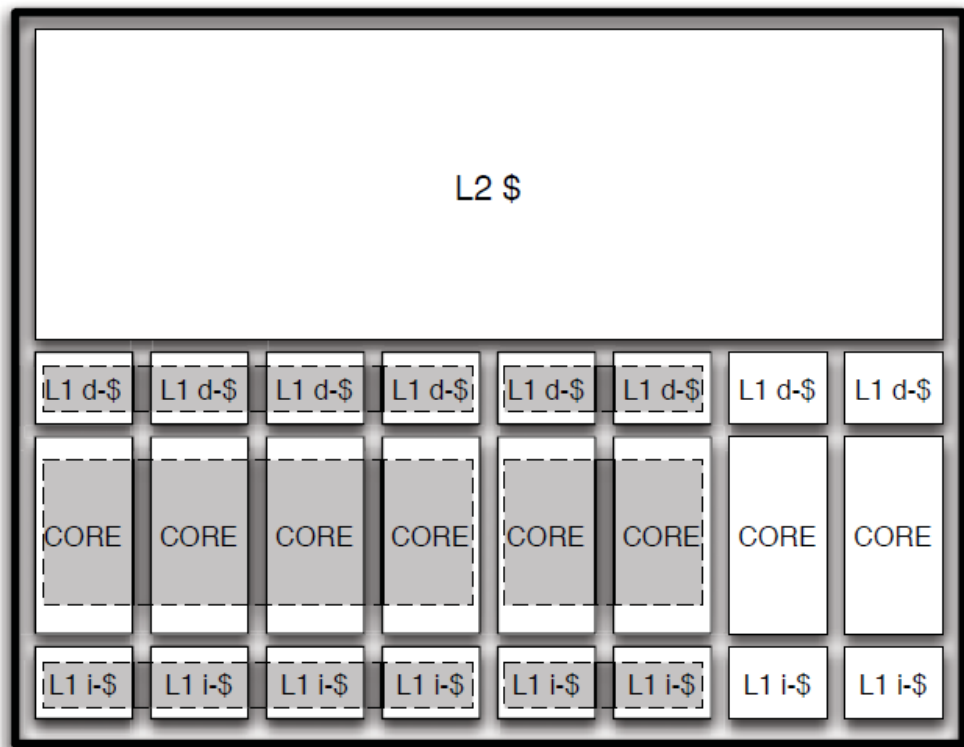 L2 $
L1 d-$ L1 d-$ L1 d-$ L1 d-$ L1 d-$ L1 d-$ L1 d-$ L1 d-$
CORE CORE CORE CORE CORE CORE CORE CORE
L1 i-$ L1 i-$ L1 i-$ L1 i-$ L1 i-$ L1 i-$ L1 i-$ L1 i-$